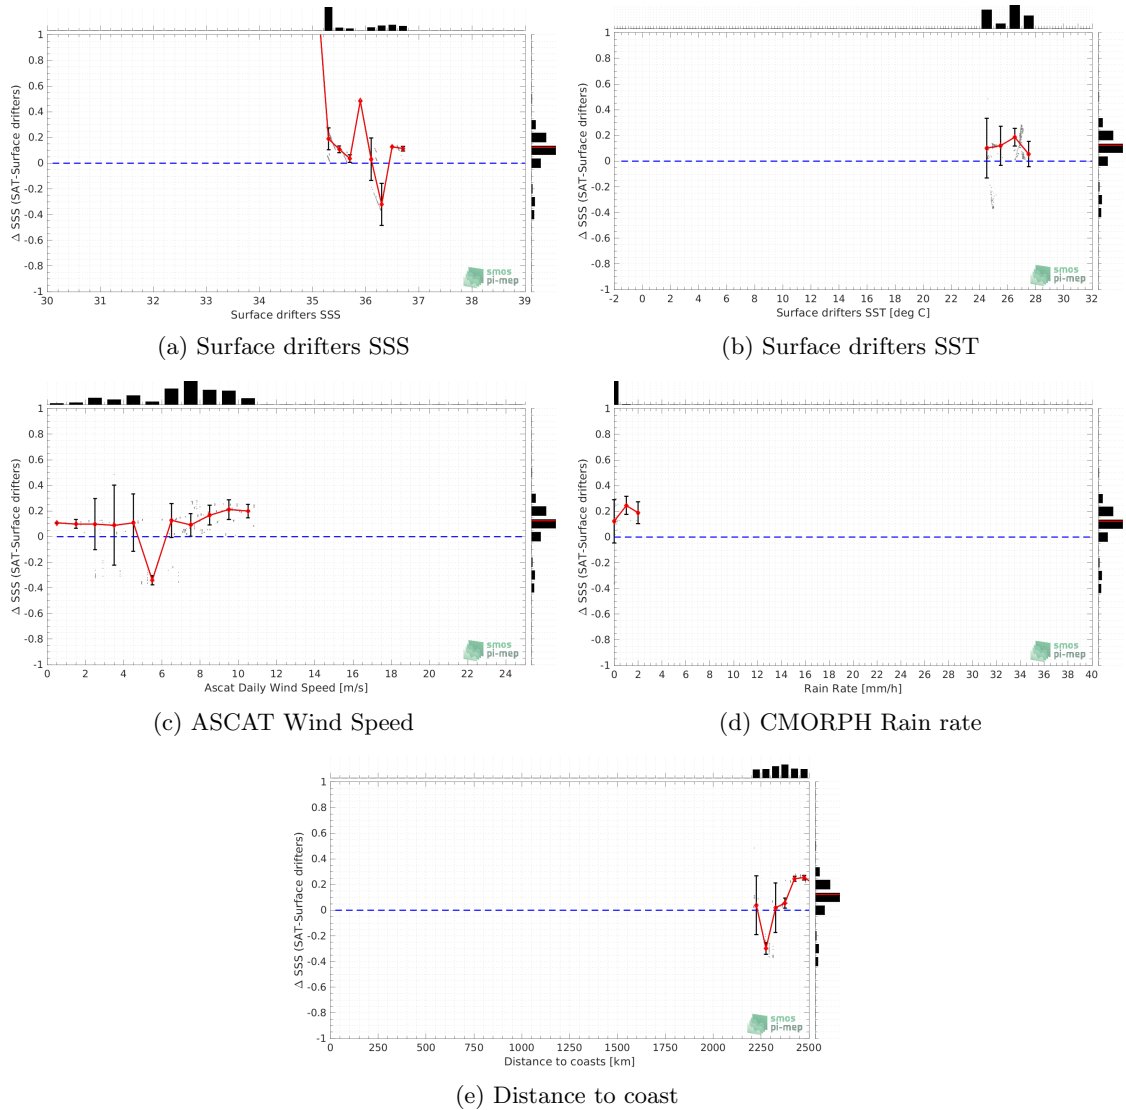 Δ SSS (SAT-Surface drifters)
1
0.8
0.6
0.4
0.2
0
-0.2
-0.4
-0.6
-0.8
-1
30 31 32 33 34 35 36 37 38 39
Surface drifters SSS
smos
pi-mep
(a) Surface drifters SSS
Δ SSS (SAT-Surface drifters)
1
0.8
0.6
0.4
0.2
0
-0.2
-0.4
-0.6
-0.8
-1
-2 0 2 4 6 8 10 12 14 16 18 20 22 24 26 28 30 32
Surface drifters SST [deg C]
smos
pi-mep
(b) Surface drifters SST
Δ SSS (SAT-Surface drifters)
1
0.8
0.6
0.4
0.2
0
-0.2
-0.4
-0.6
-0.8
-1
0 2 4 6 8 10 12 14 16 18 20 22 24
Ascat Daily Wind Speed [m/s]
smos
pi-mep
(c) ASCAT Wind Speed
Δ SSS (SAT-Surface drifters)
1
0.8
0.6
0.4
0.2
0
-0.2
-0.4
-0.6
-0.8
-1
0 2 4 6 8 10 12 14 16 18 20 22 24 26 28 30 32 34 36 38 40
Rain Rate [mm/h]
smos
pi-mep
(d) CMORPH Rain rate
Δ SSS (SAT-Surface drifters)
1
0.8
0.6
0.4
0.2
0
-0.2
-0.4
-0.6
-0.8
-1
0 250 500 750 1000 1250 1500 1750 2000 2250 2500
Distance to coasts [km]
smos
pi-mep
(e) Distance to coast